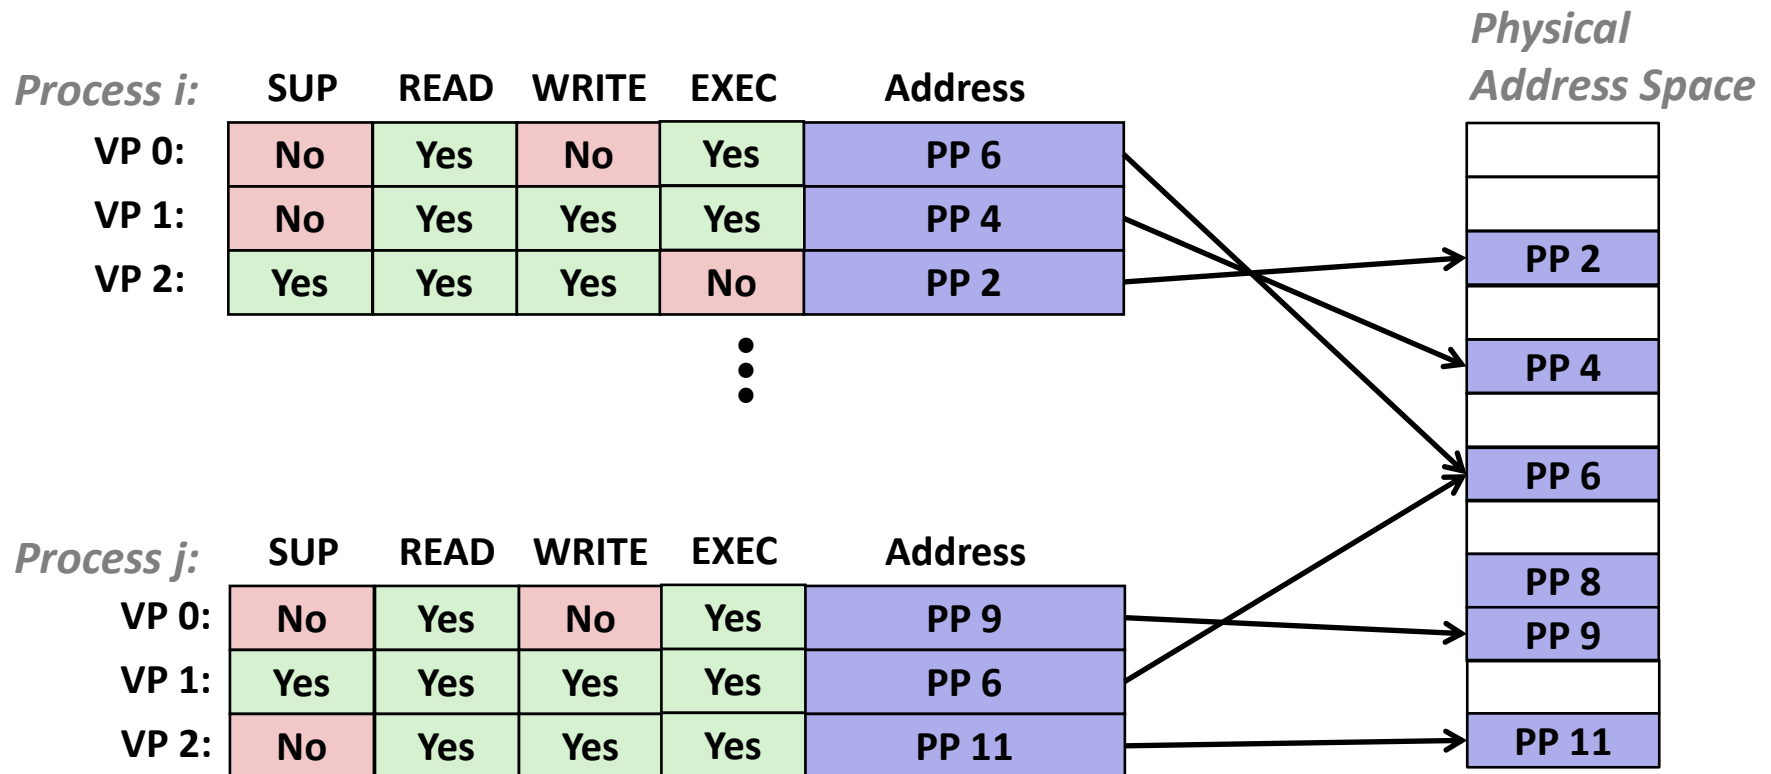 Physical
Address Space
Process i: SUP READ WRITE EXEC Address
VP 0: No Yes No Yes PP 6
VP 1: No Yes Yes Yes PP 4
VP 2: Yes Yes Yes No PP 2
PP 2
PP 4
PP 6
PP 8
PP 9
PP 11
Process j: SUP READ WRITE EXEC Address
VP 0: No Yes No Yes PP 9
VP 1: Yes Yes Yes Yes PP 6
VP 2: No Yes Yes Yes PP 11